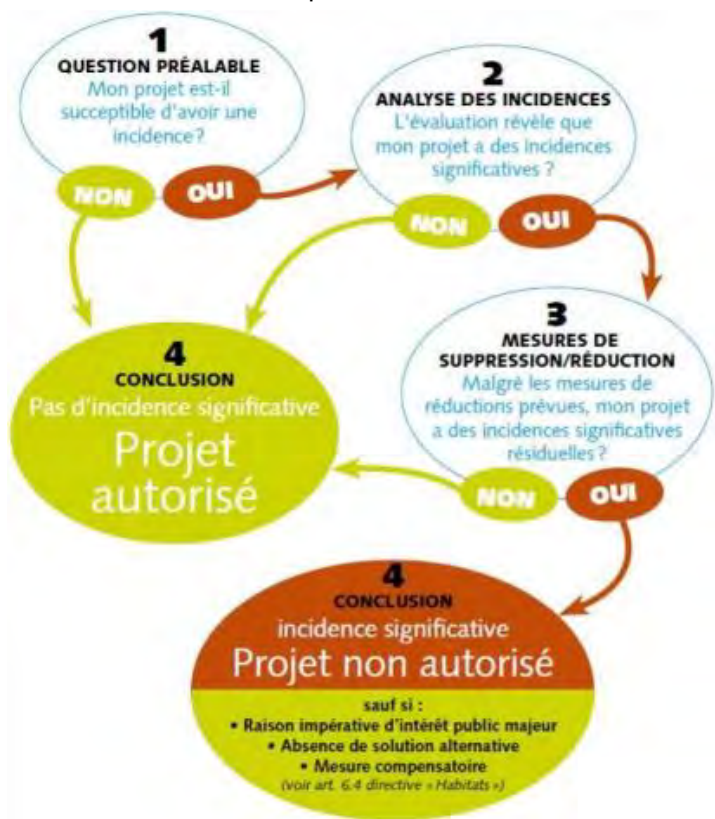 1
QUESTION PRÉALABLE
Mon projet est-il
succeptible d'avoir une
incidence ?
NON
OUI
2
ANALYSE DES INCIDENCES
L'évaluation révèle que
mon projet a des incidences
significatives ?
NON
OUI
3
MESURES DE
SUPPRESSION/RÉDUCTION
Malgré les mesures de
réductions prévues, mon projet
a des incidences significatives
résiduelles ?
NON
OUI
4
CONCLUSION
Pas d'incidence significative
Projet
autorisé
4
CONCLUSION
incidence significative
Projet non autorisé
sauf si :
• Raison impérative d'intérêt public majeur
• Absence de solution alternative
• Mesure compensatoire
(voir art. 6.4 directive « Habitats »)